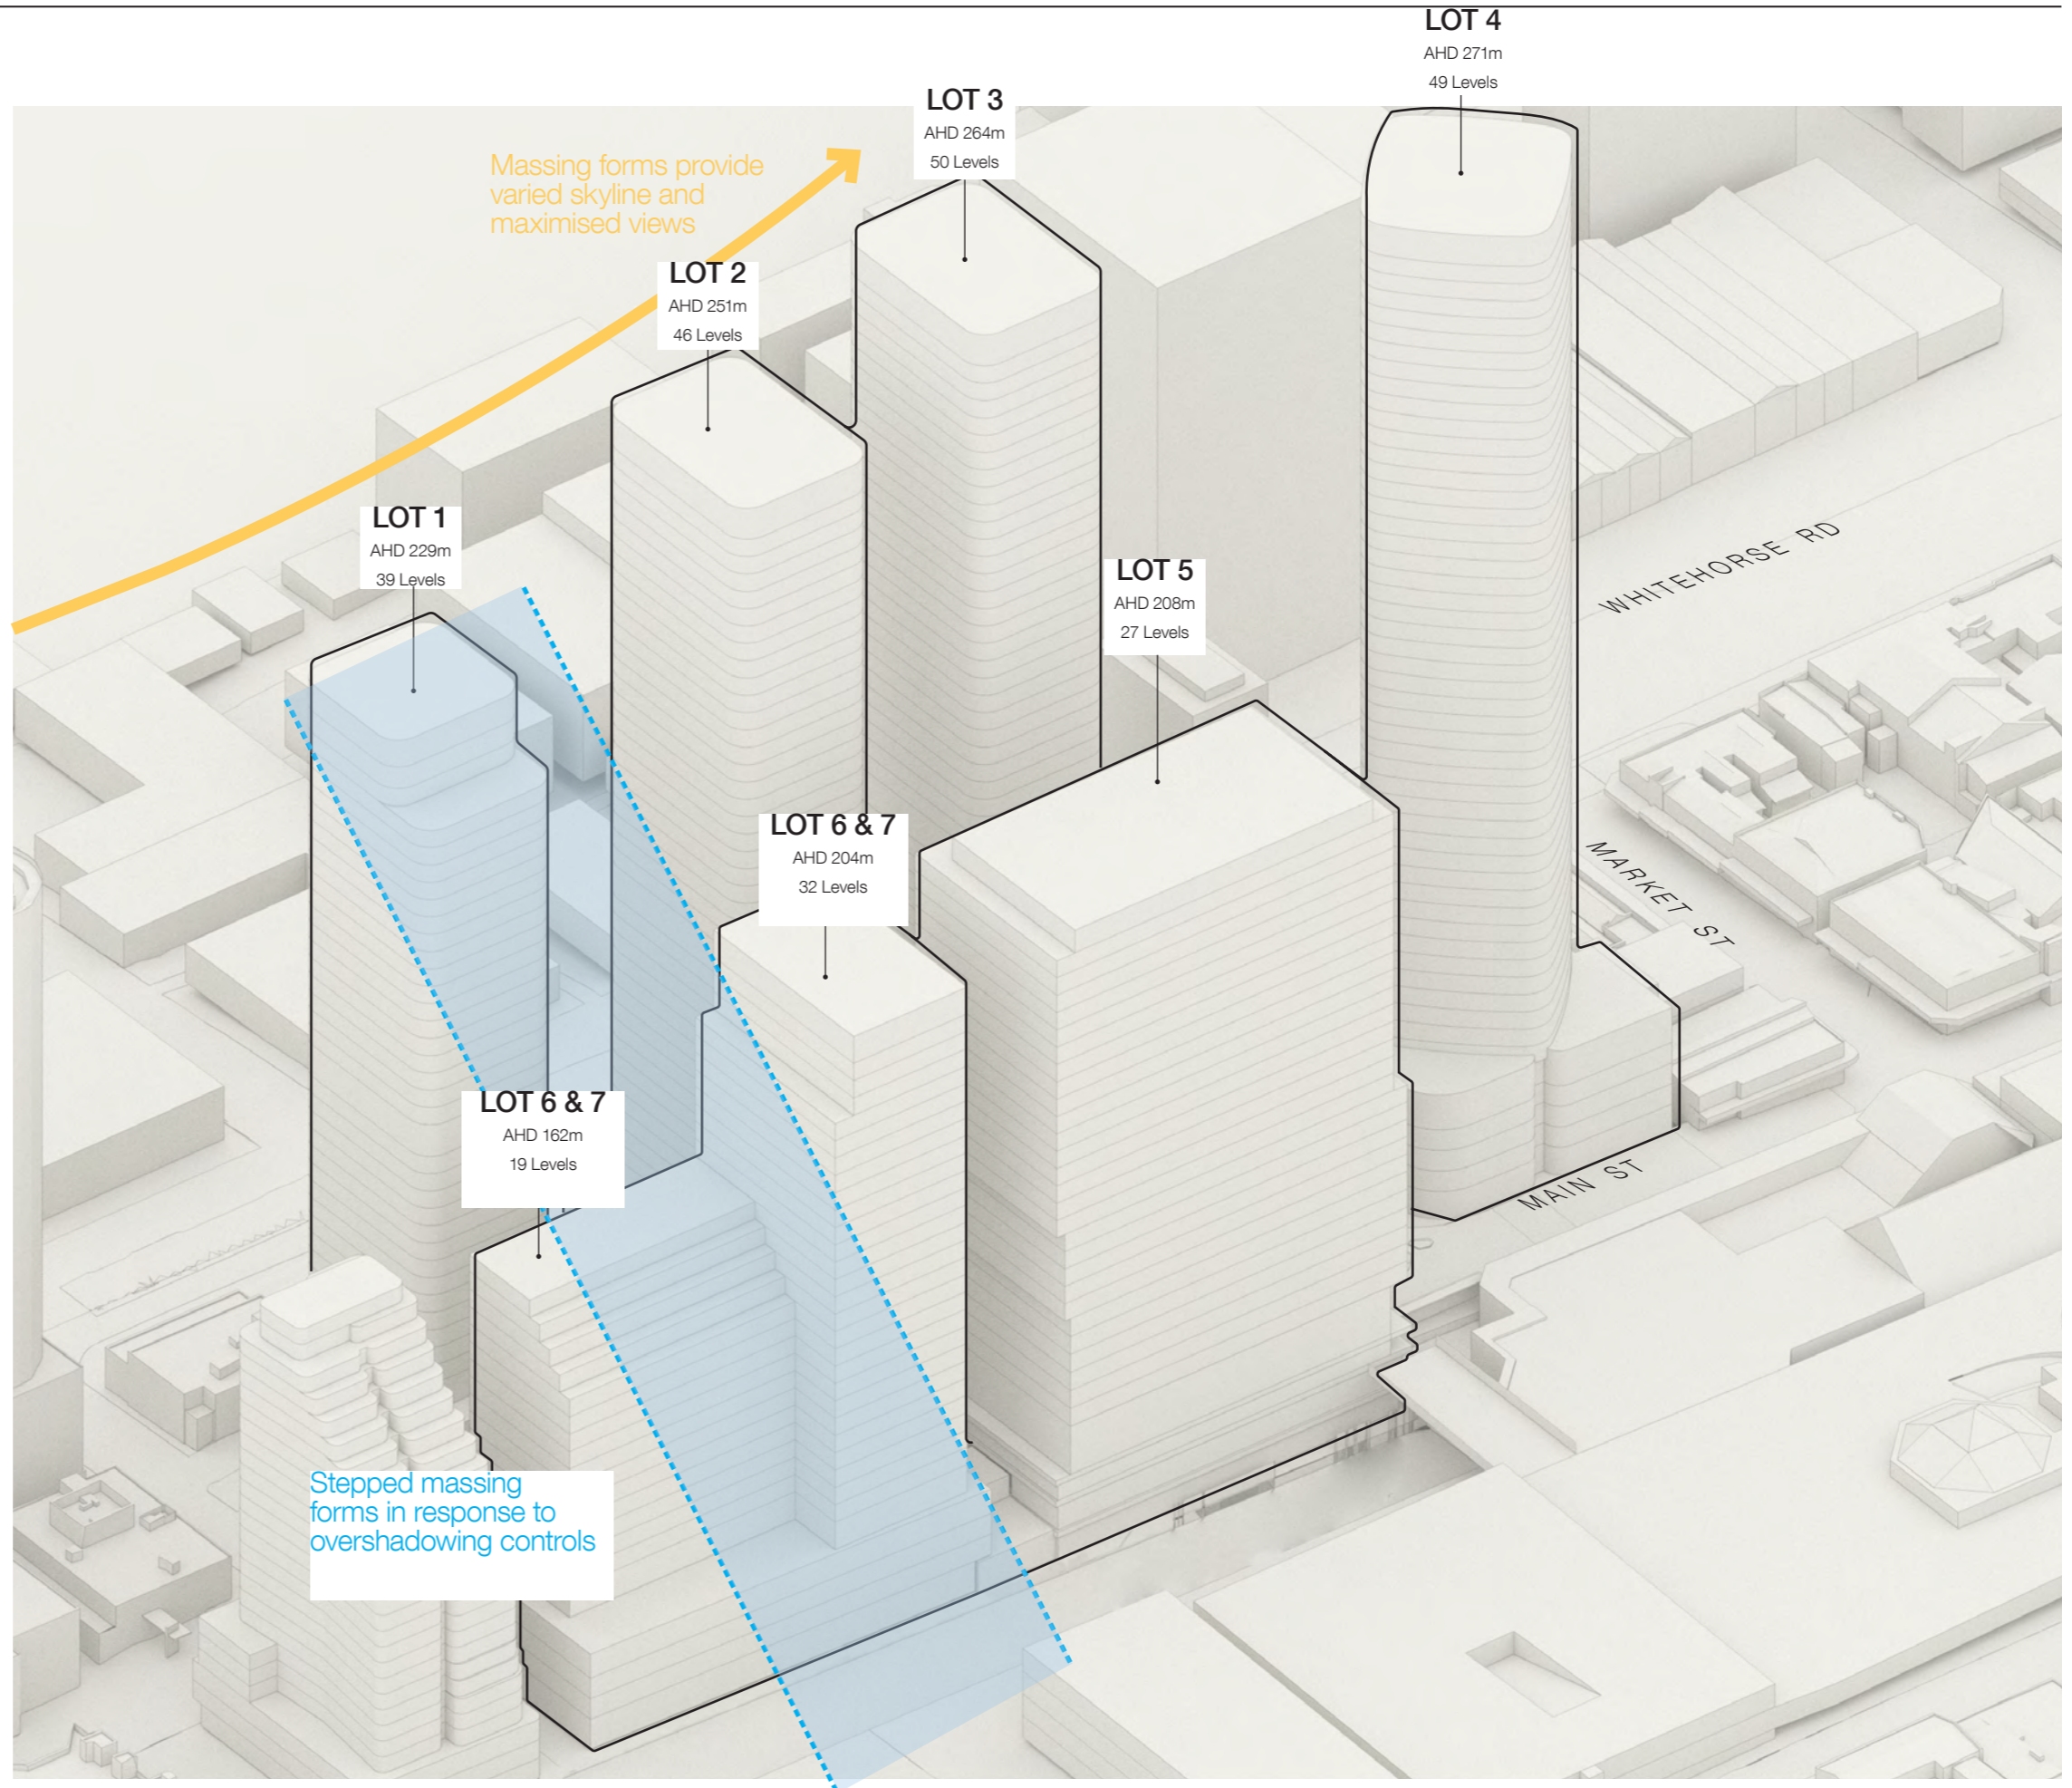 LOT 4
AHD 271m
49 Levels
LOT 3
AHD 264m
50 Levels
Massing forms provide
varied skyline and
maximised views
LOT 2
AHD 251m
46 Levels
LOT 1
AHD 229m
39 Levels
WHITEHORSE RD
LOT 5
AHD 208m
27 Levels
LOT 6 & 7
AHD 204m
32 Levels
MARKET ST
LOT 6 & 7
AHD 162m
19 Levels
MAIN ST
Stepped massing
forms in response to
overshadowing controls